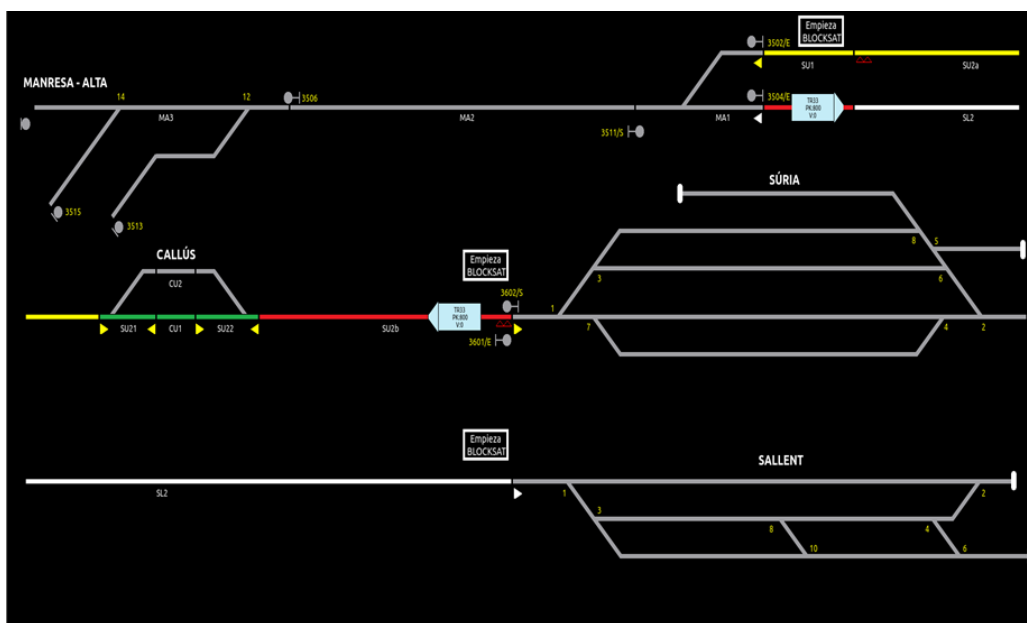 Empieza
BLOCKSAT
3502/E
SU1
SU2a
MANRESA - ALTA
14
12
3506
3504/E
TR33
PK:800
V:0
MA3
MA2
MA1
SL2
3511/S
3515
3513
SÚRIA
8
5
3
6
CALLÚS
CU2
Empieza
BLOCKSAT
3602/S
TR33
PK:800
V:0
1
SU21
CU1
SU22
SU2b
3601/E
7
4
2
Empieza
BLOCKSAT
SALLENT
SL2
1
2
3
8
4
10
6